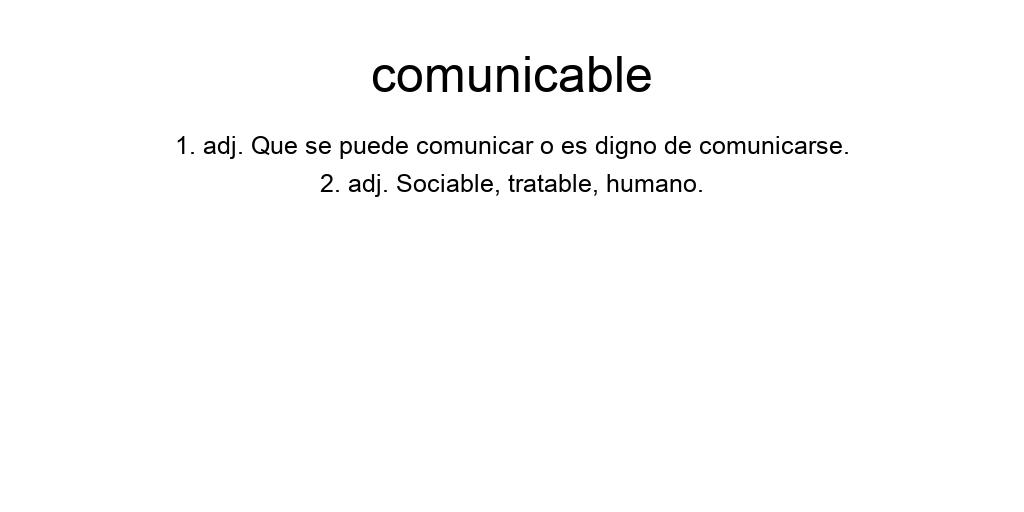 comunicable
1. adj. Que se puede comunicar o es digno de comunicarse.
2. adj. Sociable, tratable, humano.